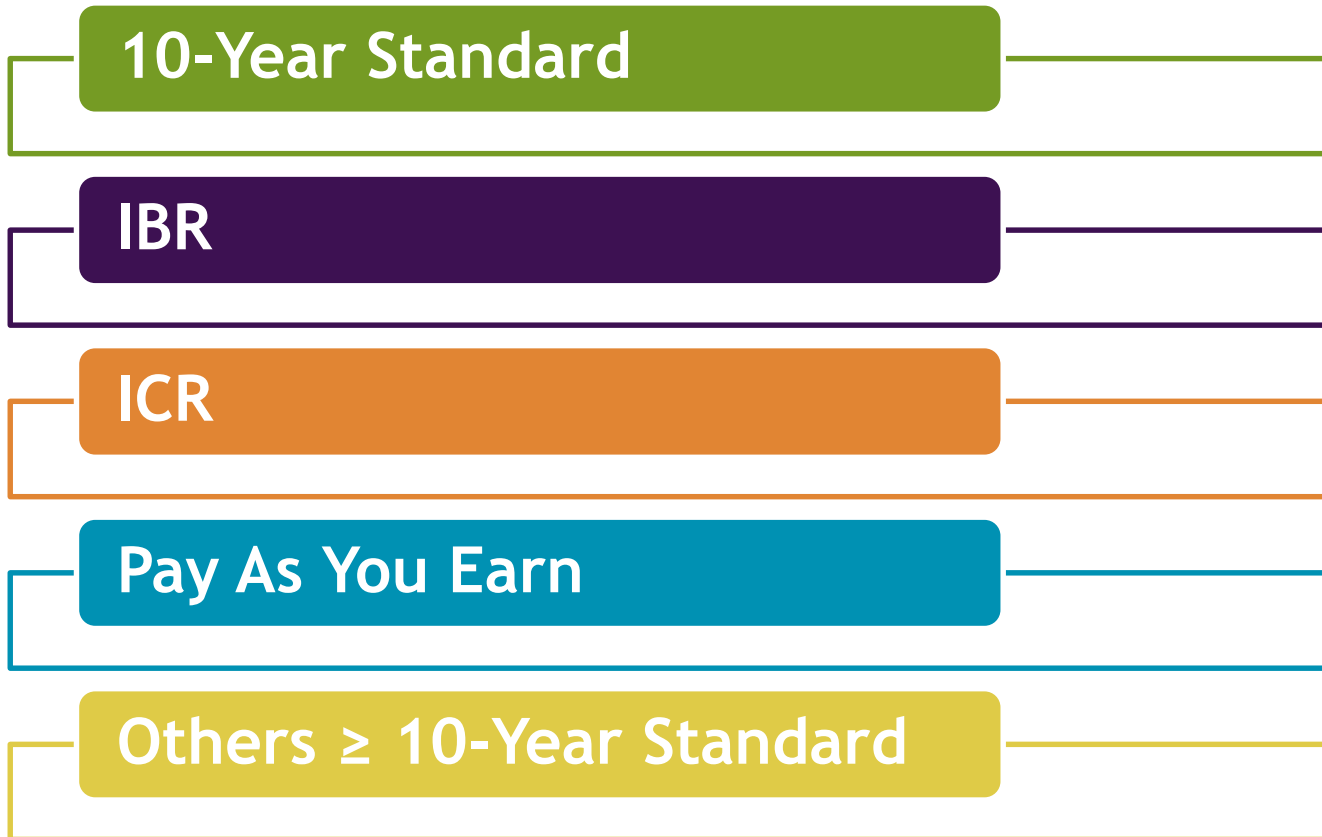 10-Year Standard
IBR
ICR
Pay As You Earn
Others ≥ 10-Year Standard